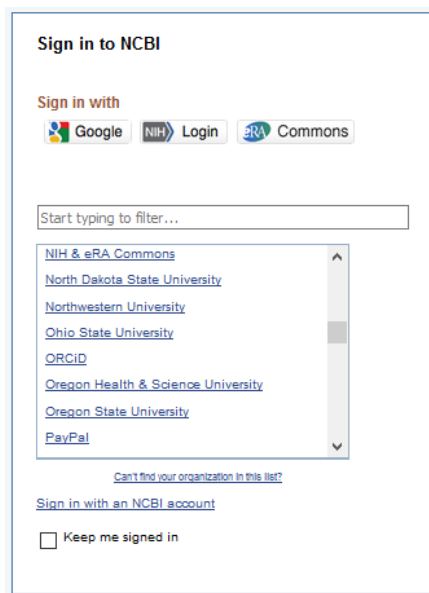 Sign in to NCBI
Sign in with
Google NIH Login eRA Commons
Start typing to filter...
NIH & eRA Commons
North Dakota State University
Northwestern University
Ohio State University
ORCiD
Oregon Health & Science University
Oregon State University
PayPal
Can't find your organization in this list?
Sign in with an NCBI account
Keep me signed in